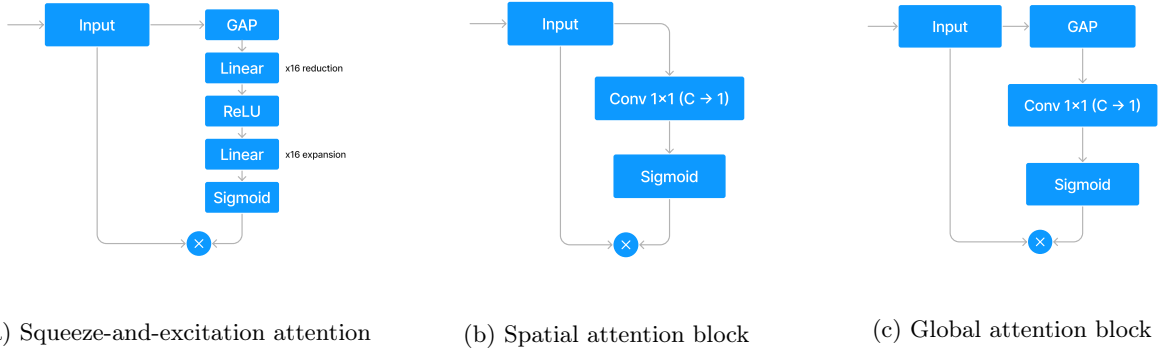 Input
GAP
Linear
x16 reduction
ReLU
Linear
x16 expansion
Sigmoid
×
) Squeeze-and-excitation attention
Input
Conv 1×1 (C → 1)
Sigmoid
×
(b) Spatial attention block
Input
GAP
Conv 1×1 (C → 1)
Sigmoid
×
(c) Global attention block